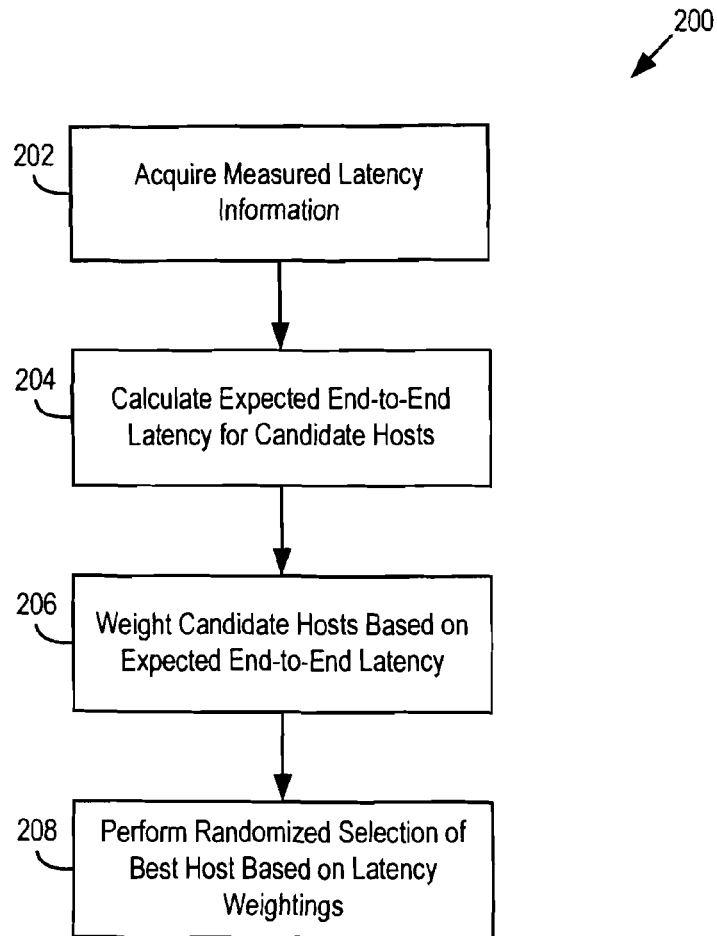 200
202
Acquire Measured Latency
Information
204
Calculate Expected End-to-End
Latency for Candidate Hosts
206
Weight Candidate Hosts Based on
Expected End-to-End Latency
208
Perform Randomized Selection of
Best Host Based on Latency
Weightings